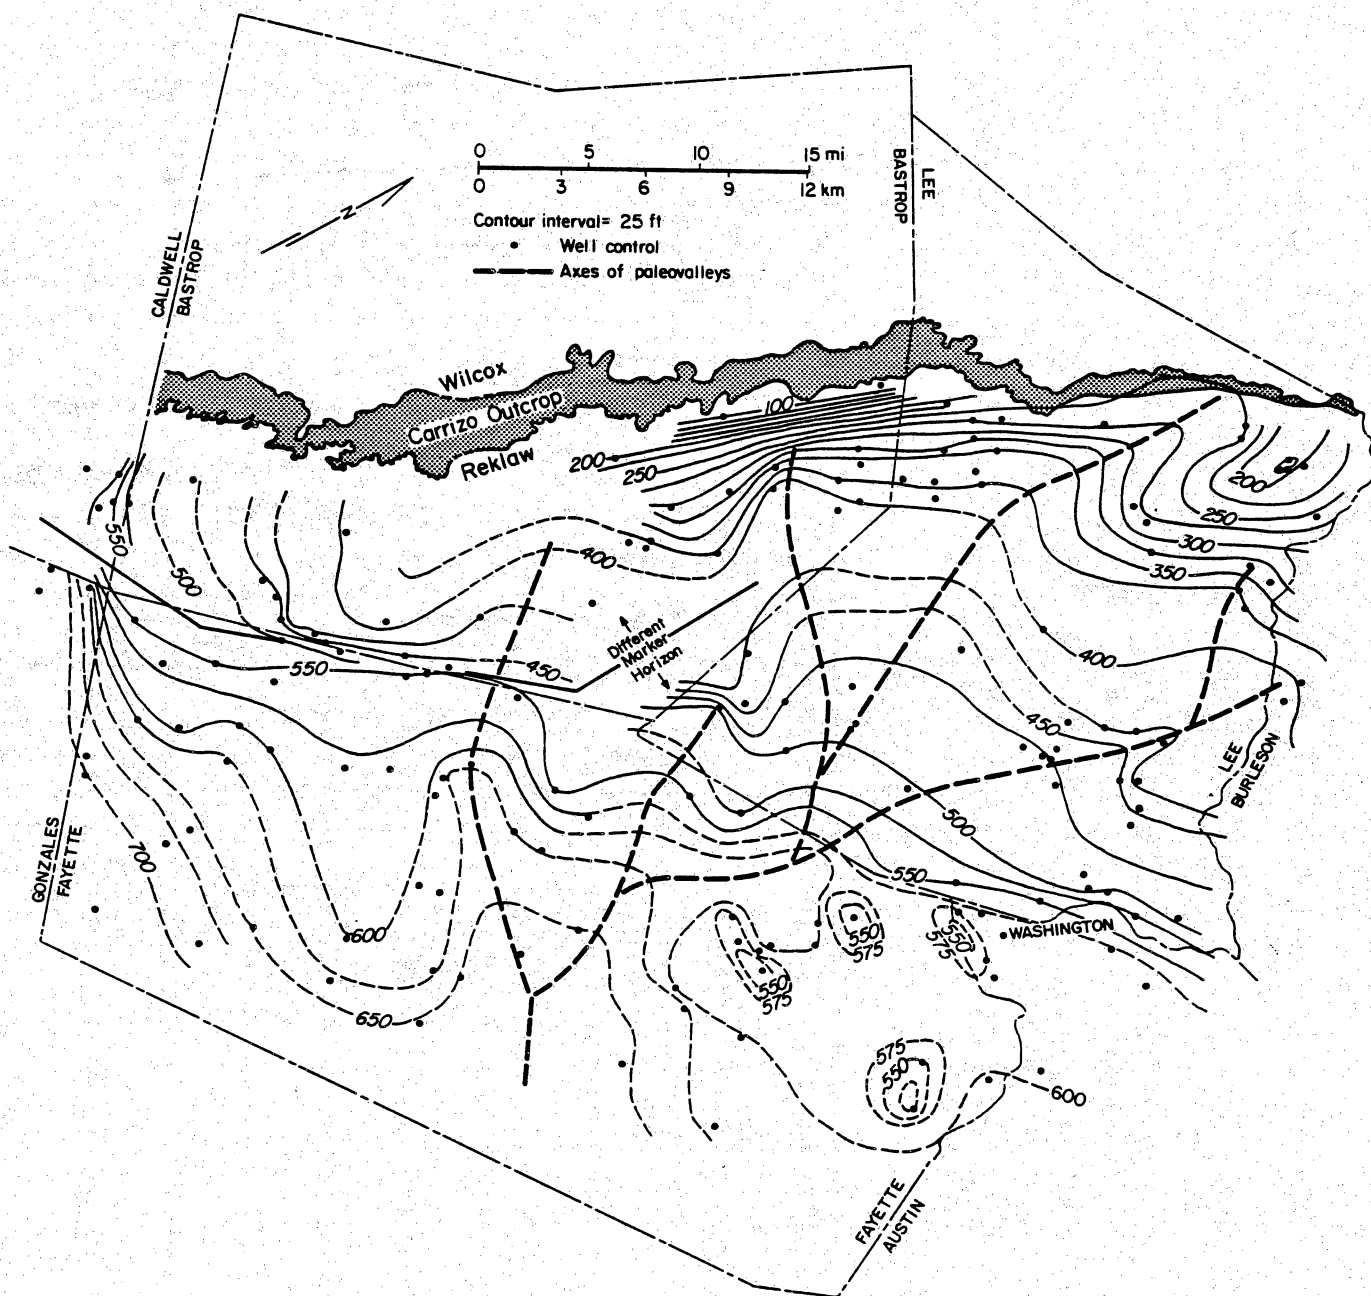 0 5 10 15 mi
0 3 6 9 12 km
N
Contour interval= 25 ft
Well control
Axes of paleovalleys
CALDWELL
BASTROP
BASTROP
LEE
Wilcox
Carrizo Outcrop
Reklaw
100
200
250
200
250
300
350
400
550
500
400
450
550
450
Different
Marker
Horizon
500
550
LEE
BURLESON
WASHINGTON
GONZALES
FAYETTE
700
600
650
550
575
550
575
550
575
575
550
600
FAYETTE
AUSTIN